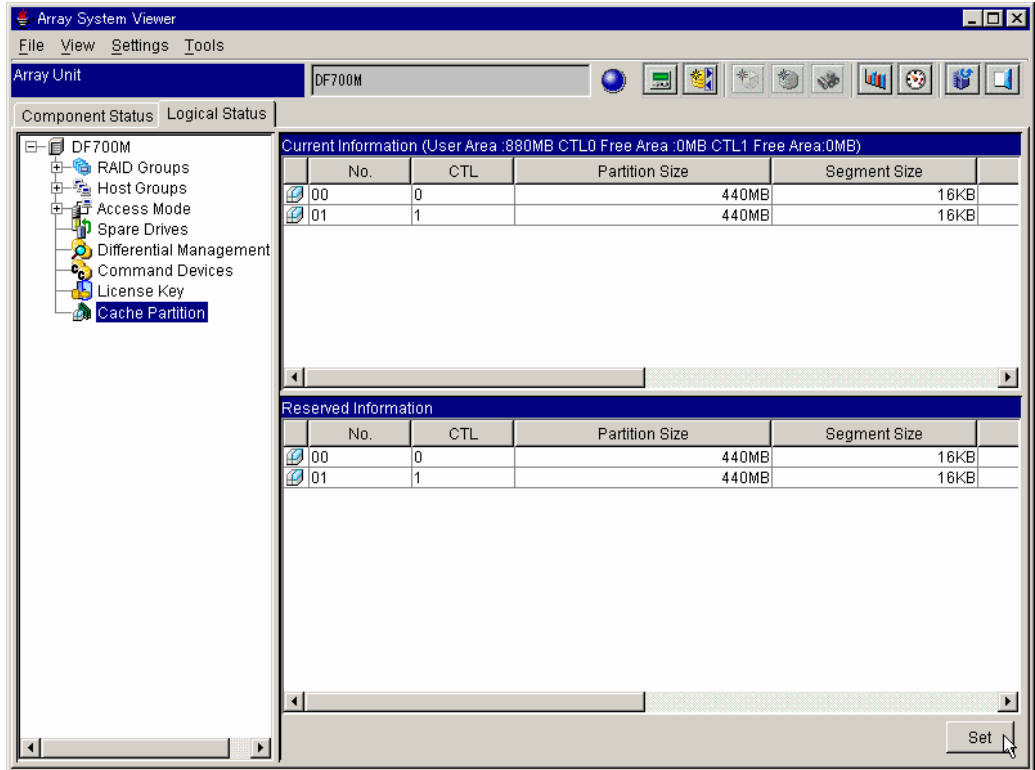 Array System Viewer
File View Settings Tools
Array Unit DF700M
Component Status Logical Status
DF700M
RAID Groups
Host Groups
Access Mode
Spare Drives
Differential Management
Command Devices
License Key
Cache Partition
Current Information (User Area :880MB CTL0 Free Area :0MB CTL1 Free Area:0MB)
No. CTL Partition Size Segment Size
00 0 440MB 16KB
01 1 440MB 16KB
Reserved Information
No. CTL Partition Size Segment Size
00 0 440MB 16KB
01 1 440MB 16KB
Set